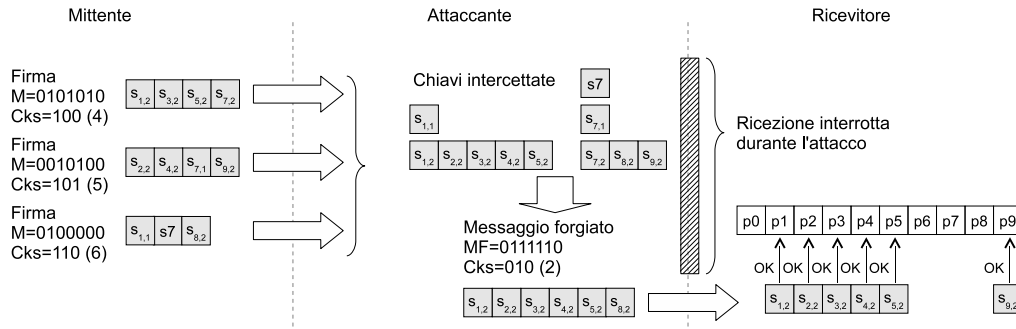 Mittente
Attaccante
Ricevitore
Firma
M=0101010
Cks=100 (4)
s1,2 s3,2 s5,2 s7,2
Firma
M=0010100
Cks=101 (5)
s2,2 s4,2 s7,1 s9,2
Firma
M=0100000
Cks=110 (6)
s1,1 s7 s8,2
Chiavi intercettate
s7
s1,1
s7,1
s1,2 s2,2 s3,2 s4,2 s5,2
s7,2 s8,2 s9,2
Messaggio forgiato
MF=0111110
Cks=010 (2)
s1,2 s2,2 s3,2 s4,2 s5,2 s8,2
Ricezione interrotta
durante l'attacco
p0 p1 p2 p3 p4 p5 p6 p7 p8 p9
OK OK OK OK OK OK
s1,2 s2,2 s3,2 s4,2 s5,2 s9,2